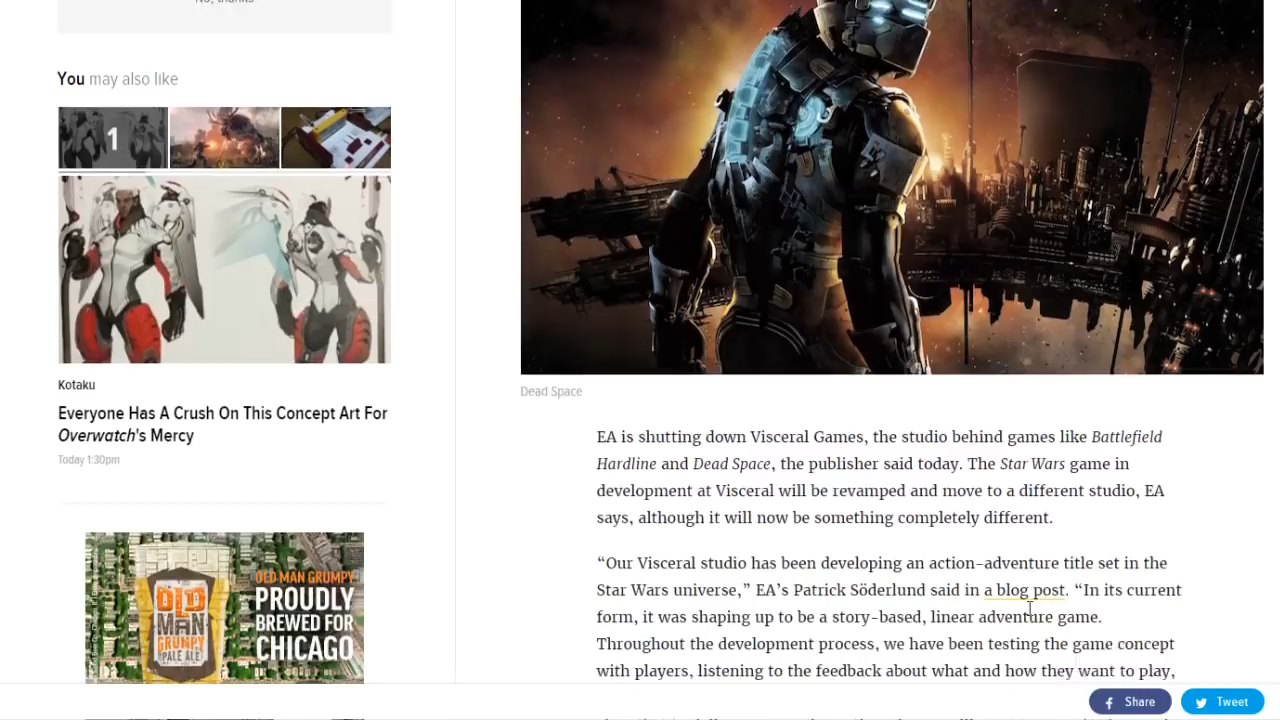 No, thanks
You may also like
1
Kotaku
Everyone Has A Crush On This Concept Art For
Overwatch's Mercy
Today 1:30pm
OLD MAN GRUMPY
PROUDLY
BREWED FOR
CHICAGO
OLD
MAN
GRUMPY
PALE ALE
Dead Space
EA is shutting down Visceral Games, the studio behind games like Battlefield
Hardline and Dead Space, the publisher said today. The Star Wars game in
development at Visceral will be revamped and move to a different studio, EA
says, although it will now be something completely different.
“Our Visceral studio has been developing an action-adventure title set in the
Star Wars universe,” EA’s Patrick Söderlund said in a blog post. “In its current
form, it was shaping up to be a story-based, linear adventure game.
Throughout the development process, we have been testing the game concept
with players, listening to the feedback about what and how they want to play,
Share
Tweet